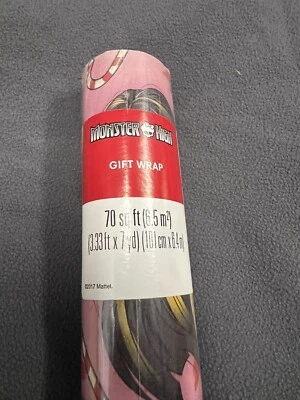 MONSTER HIGH
GIFT WRAP
70 sq ft (6.5 m²)
(3.33 ft x 7 yd) (101 cm x 6.4 m)
©2017 Mattel.